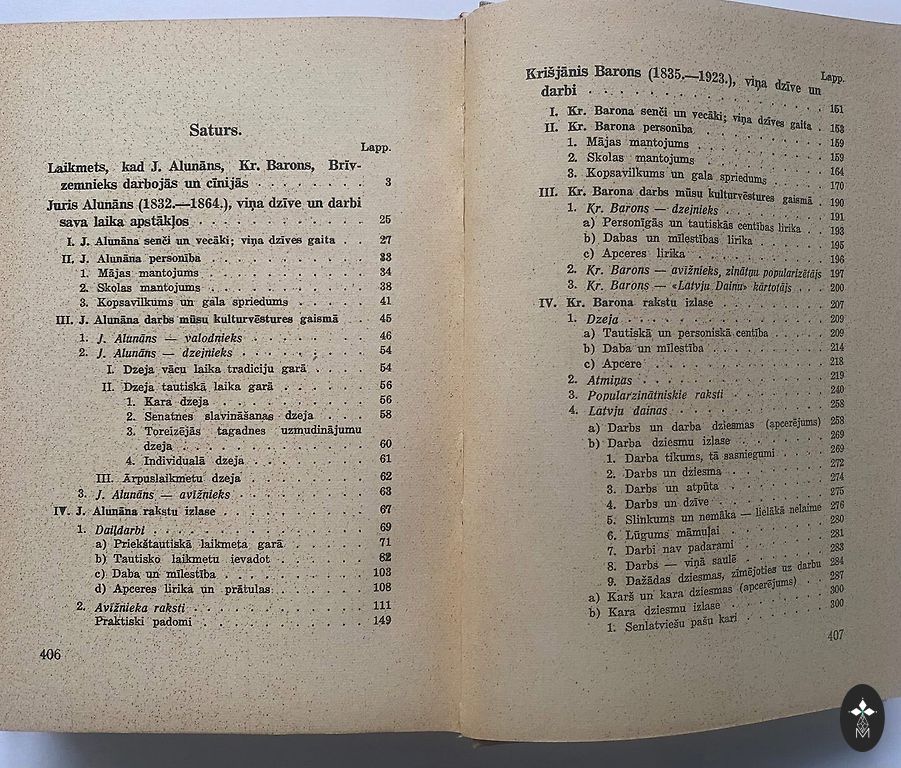 Saturs.
Lapp.
Laikmets, kad J. Alunāns, Kr. Barons, Brīv-
zemnieks darbojās un cīnijās . . . . . . . . . 3
Juris Alunāns (1832.—1864.), viņa dzīve un darbi
sava laika apstākļos . . . . . . . . . . . . . 25
I. J. Alunāna senči un vecāki; viņa dzīves gaita . . 27
II. J. Alunāna personība . . . . . . . . . . . 33
1. Mājas mantojums . . . . . . . . . . . 34
2. Skolas mantojums . . . . . . . . . . . 38
3. Kopsavilkums un gala spriedums . . . . . . 41
III. J. Alunāna darbs mūsu kulturvēstures gaismā . . 45
1. J. Alunāns — valodnieks . . . . . . . . . 46
2. J. Alunāns — dzejnieks . . . . . . . . . 54
I. Dzeja vācu laika tradiciju garā . . . . . . 54
II. Dzeja tautiskā laika garā . . . . . . . . 56
1. Kara dzeja . . . . . . . . . . . 56
2. Senatnes slavināšanas dzeja . . . . . 58
3. Toreizējās tagadnes uzmudinājumu
dzeja . . . . . . . . . . . . . 60
4. Individualā dzeja . . . . . . . . . 61
III. Ārpuslaikmetu dzeja . . . . . . . . . 62
3. J. Alunāns — avīžnieks . . . . . . . . . 63
IV. J. Alunāna rakstu izlase . . . . . . . . . . 67
1. Daiļdarbi . . . . . . . . . . . . . . 69
a) Priekštautiskā laikmeta garā . . . . . . . 71
b) Tautisko laikmetu ievadot . . . . . . . . 82
c) Daba un mīlestība . . . . . . . . . . . 103
d) Apceres lirika un prātulas . . . . . . . . 108
2. Avīžnieka raksti . . . . . . . . . . . . 111
Praktiski padomi . . . . . . . . . . . . 149
406
Lapp.
Krišjānis Barons (1835.—1923.), viņa dzīve un
darbi . . . . . . . . . . . . . . . . . 151
I. Kr. Barona senči un vecāki; viņa dzīves gaita . 153
II. Kr. Barona personība . . . . . . . . . . . 159
1. Mājas mantojums . . . . . . . . . . . 159
2. Skolas mantojums . . . . . . . . . . . 164
3. Kopsavilkums un gala spriedums . . . . . . 170
III. Kr. Barona darbs mūsu kulturvēstures gaismā . . 190
1. Kr. Barons — dzejnieks . . . . . . . . . 191
a) Personīgās un tautiskās centības lirika . . . 193
b) Dabas un mīlestības lirika . . . . . . . 195
c) Apceres lirika . . . . . . . . . . . 196
2. Kr. Barons — avīžnieks, zinātņu popularizētājs 197
3. Kr. Barons — «Latvju Dainu» kārtotājs . . . 200
IV. Kr. Barona rakstu izlase . . . . . . . . . . 207
1. Dzeja . . . . . . . . . . . . . . . 209
a) Tautiskā un personiskā centība . . . . . . 209
b) Daba un mīlestība . . . . . . . . . . 214
c) Apcere . . . . . . . . . . . . . . 218
2. Atmiņas . . . . . . . . . . . . . . 219
3. Popularzinātniskie raksti . . . . . . . . . 240
4. Latvju dainas . . . . . . . . . . . . 258
a) Darbs un darba dziesmas (apcerējums) 258
b) Darba dziesmu izlase . . . . . . . . 269
1. Darba tikums, tā sasniegumi . . . . . 269
2. Darbs un dziesma . . . . . . . . 272
3. Darbs un atpūta . . . . . . . . 274
4. Darbs un dzīve . . . . . . . . 275
5. Slinkums un nemāka — lielākā nelaime 276
6. Lūgums māmuļai . . . . . . . . 280
7. Darbi nav padarami . . . . . . . 281
8. Darbs — viņā saulē . . . . . . . 283
9. Dažādas dziesmas, zīmējoties uz darbu 284
a) Karš un kara dziesmas (apcerējums) . . . 287
b) Kara dziesmu izlase . . . . . . . . 300
1. Senlatviešu pašu kari . . . . . . . 300
407
M